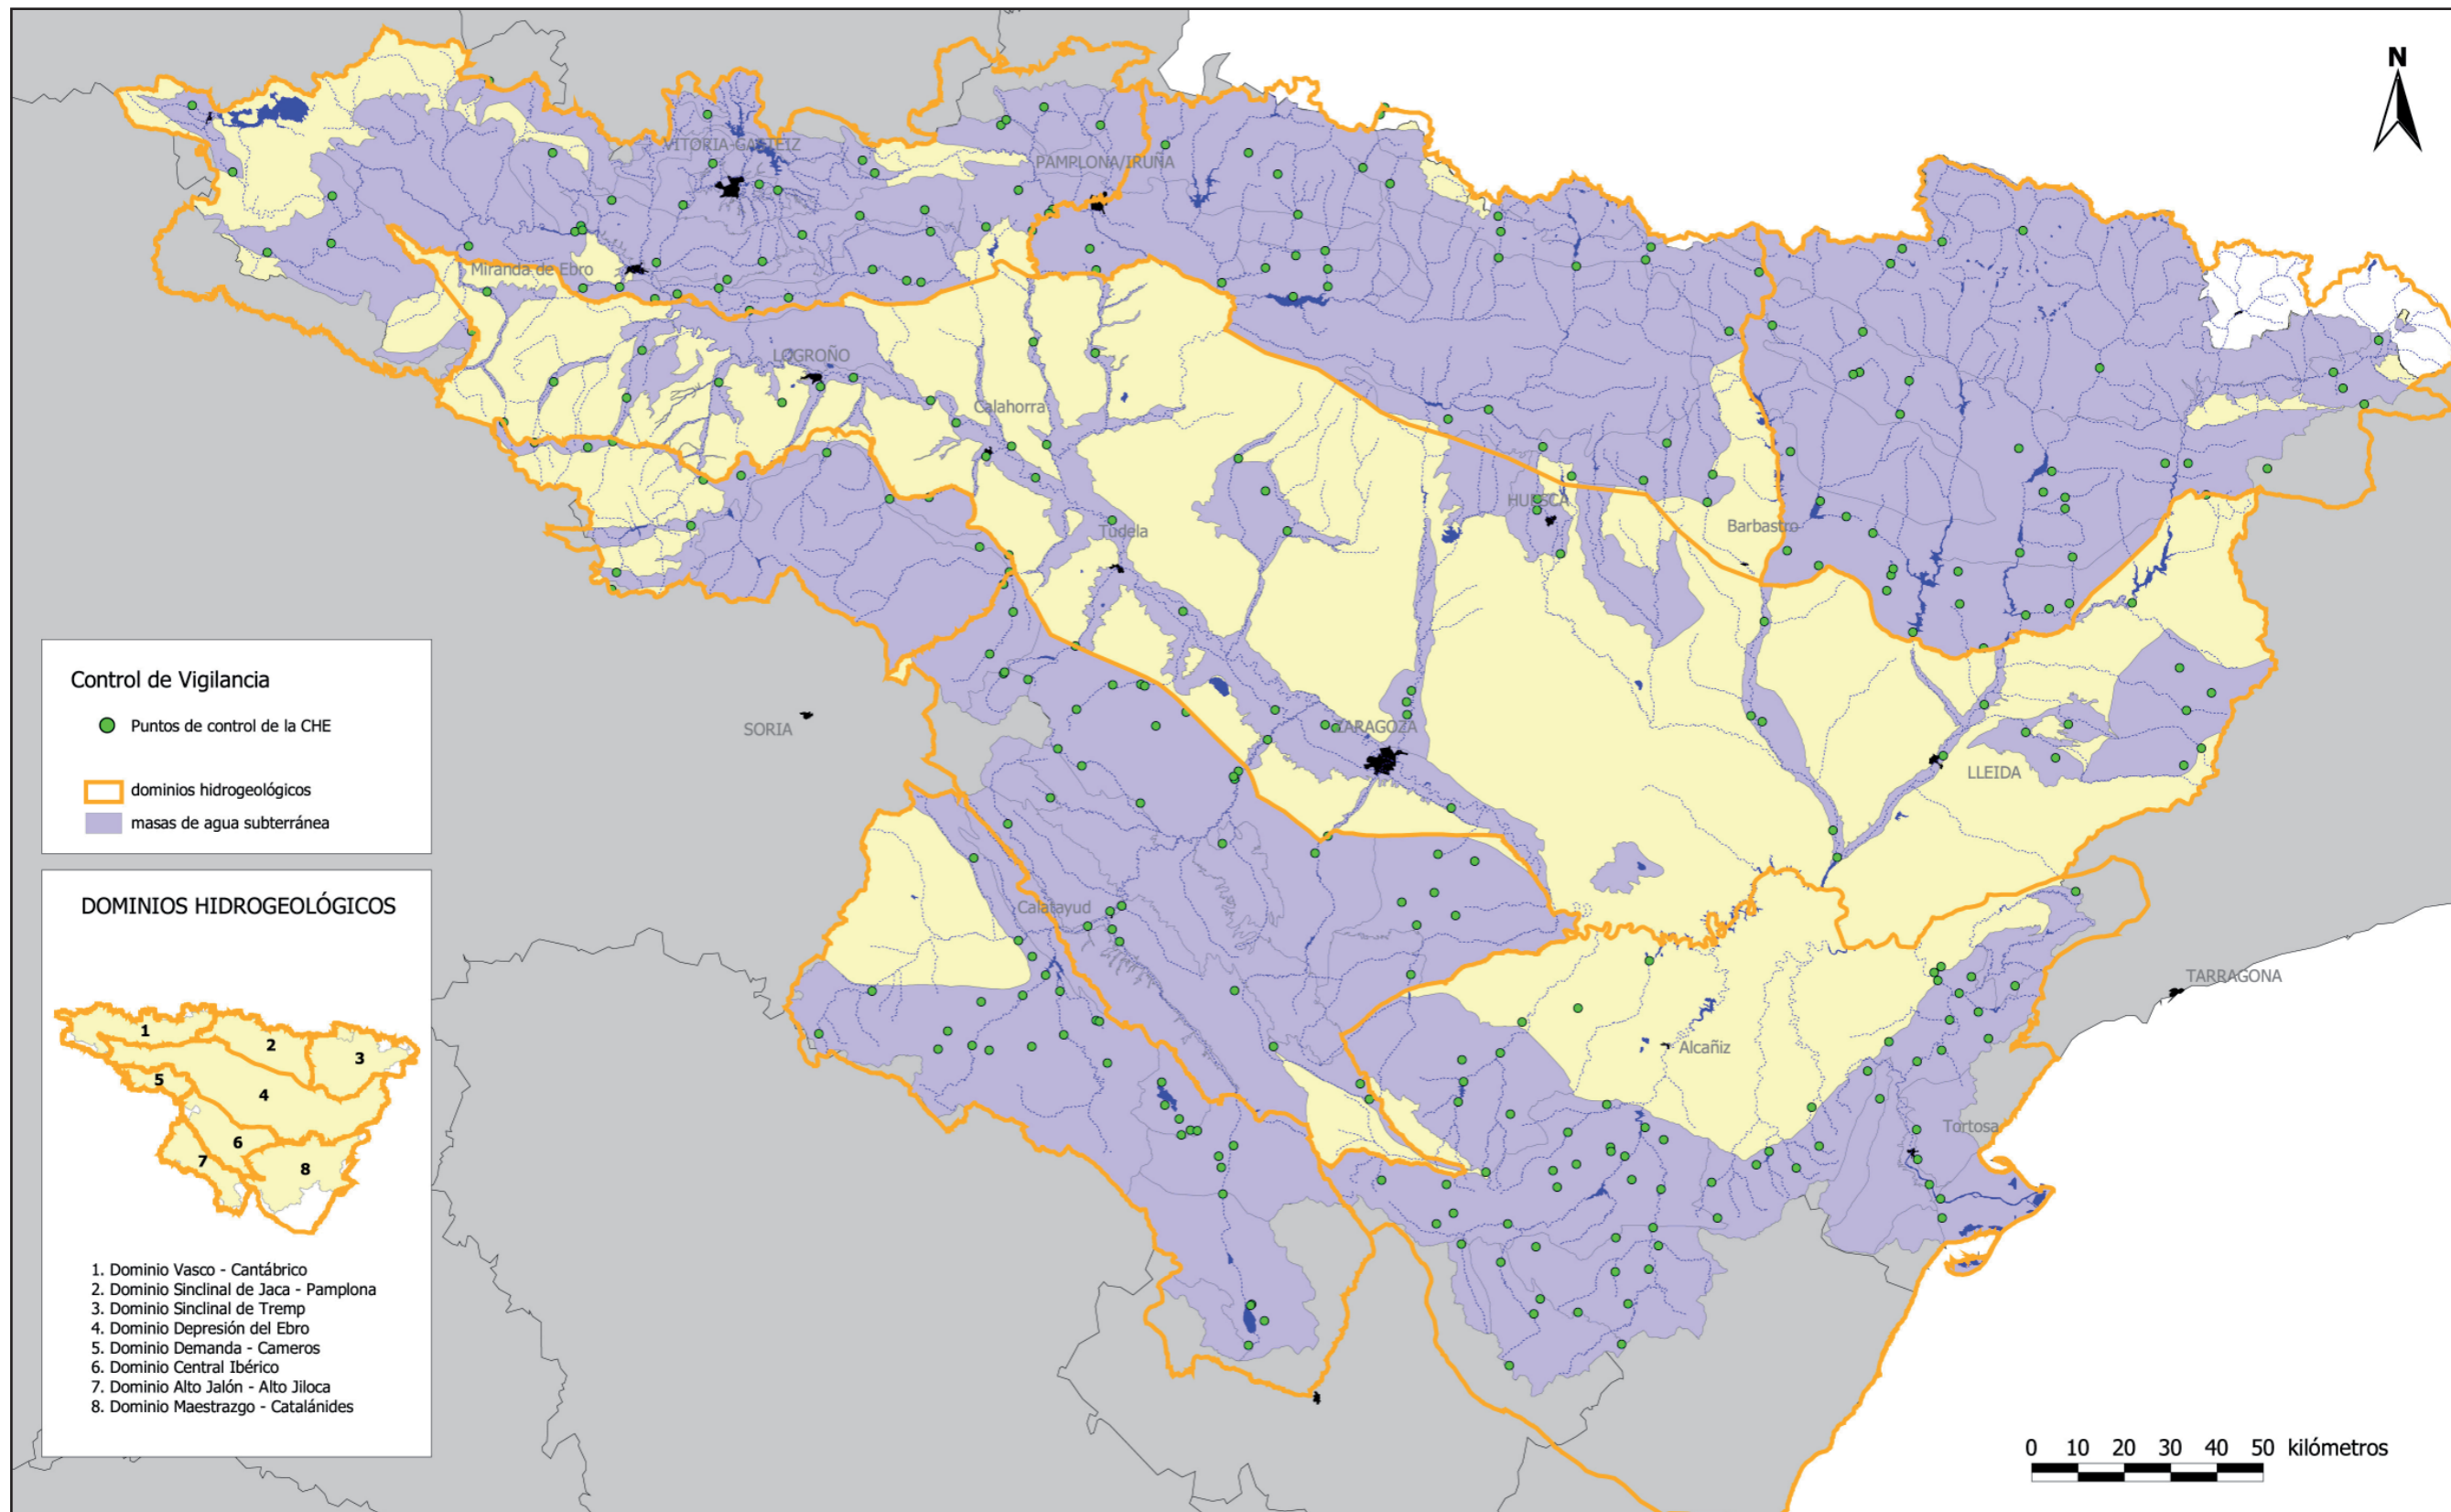 N
VITORIA-GASTEIZ
PAMPLONA/IRUÑA
Miranda de Ebro
LOGROÑO
Calahorra
HUESCA
Barbastro
Tudela
Control de Vigilancia
Puntos de control de la CHE
dominios hidrogeológicos
masas de agua subterránea
SORIA
ZARAGOZA
LLEIDA
DOMINIOS HIDROGEOLÓGICOS
Calatayud
TARRAGONA
Alcañiz
Tortosa
1
2
3
5
4
6
7
8
1. Dominio Vasco - Cantábrico
2. Dominio Sinclinal de Jaca - Pamplona
3. Dominio Sinclinal de Tremp
4. Dominio Depresión del Ebro
5. Dominio Demanda - Cameros
6. Dominio Central Ibérico
7. Dominio Alto Jalón - Alto Jiloca
8. Dominio Maestrazgo - Catalánides
0 10 20 30 40 50 kilómetros